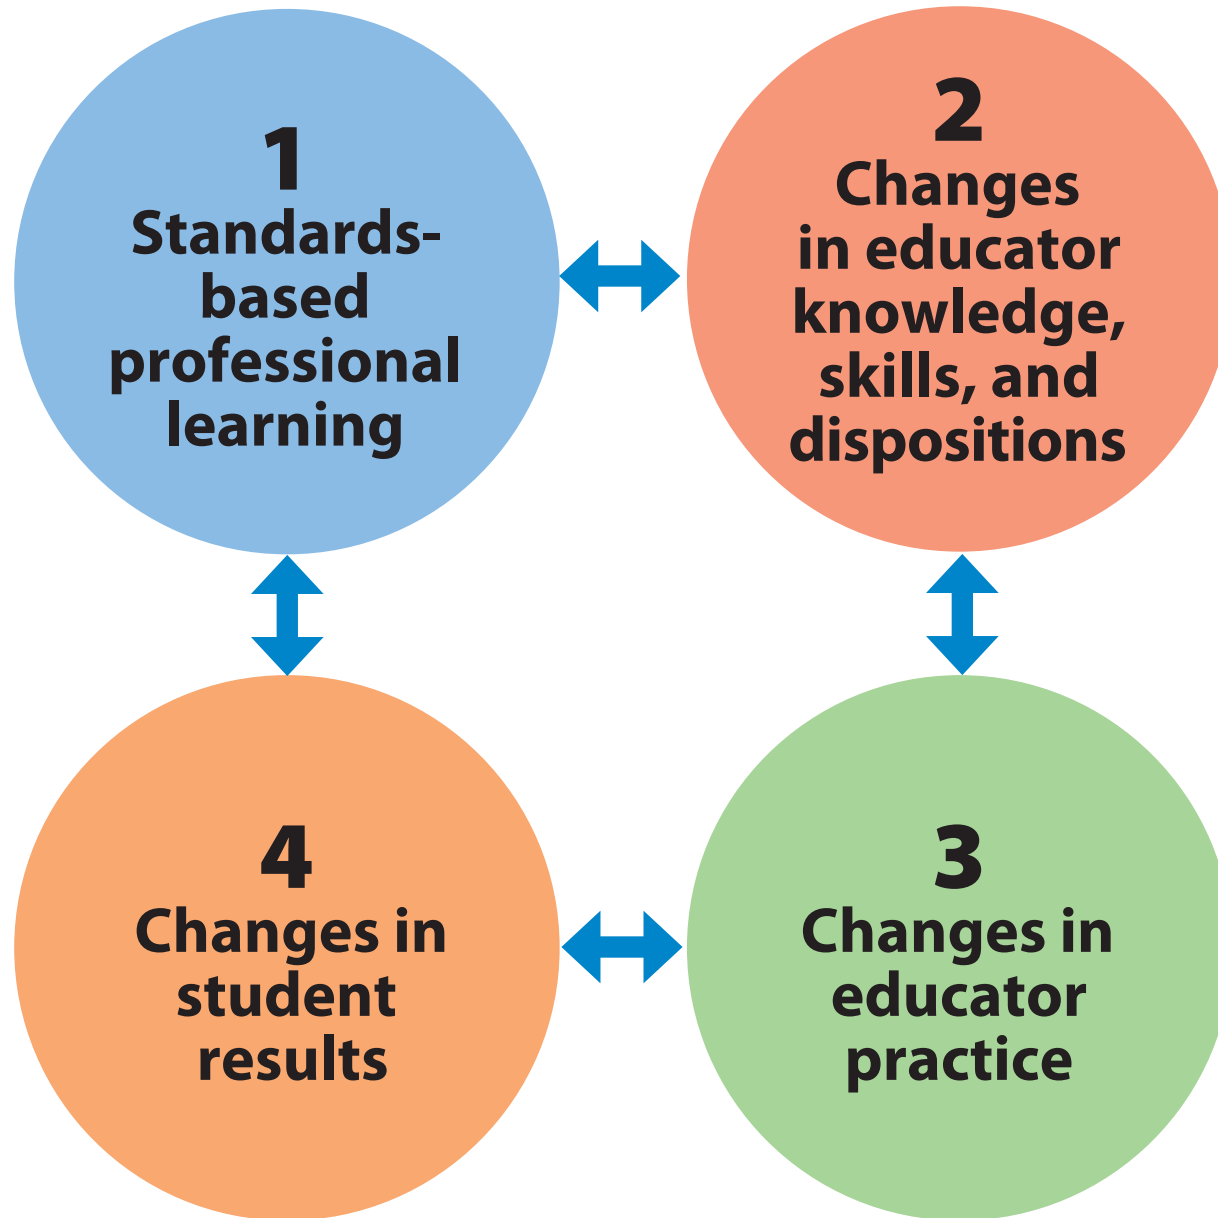 1
Standards-
based
professional
learning
2
Changes
in educator
knowledge,
skills, and
dispositions
3
Changes in
educator
practice
4
Changes in
student
results